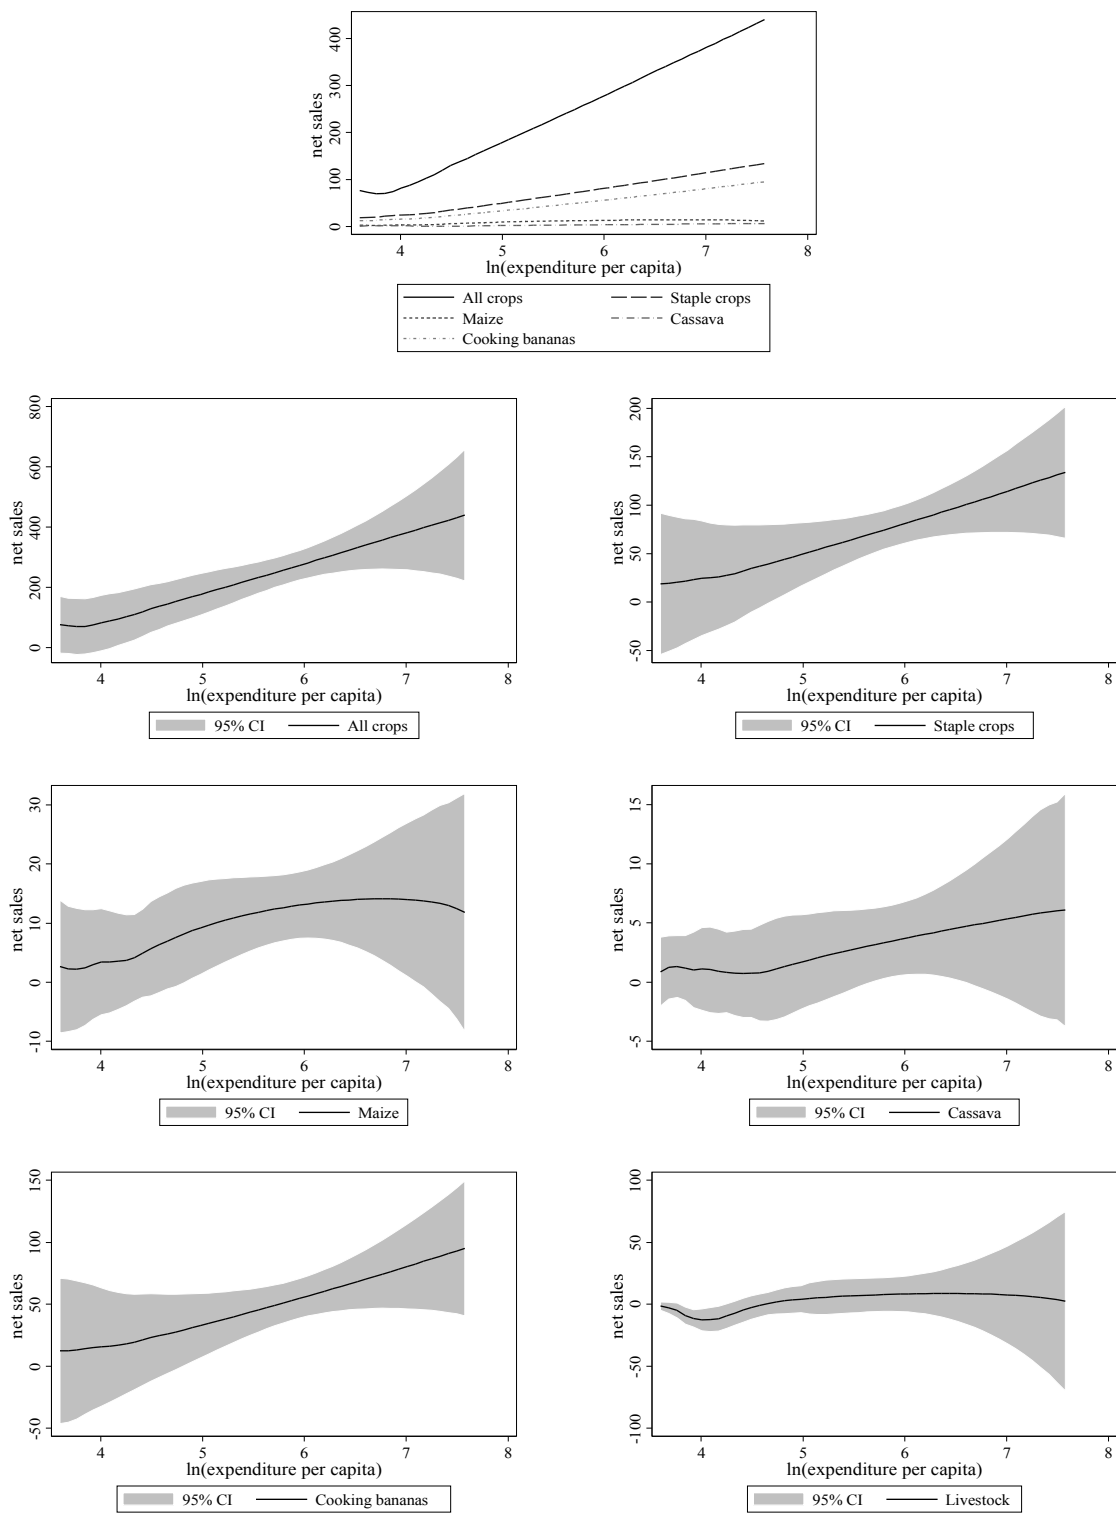 400
300
200
100
0
net sales
4 5 6 7 8
ln(expenditure per capita)
All crops Staple crops
Maize Cassava
Cooking bananas
800
600
400
200
0
net sales
4 5 6 7 8
ln(expenditure per capita)
95% CI All crops
200
150
100
50
0
-50
net sales
4 5 6 7 8
ln(expenditure per capita)
95% CI Staple crops
30
20
10
0
-10
net sales
4 5 6 7 8
ln(expenditure per capita)
95% CI Maize
15
10
5
0
-5
net sales
4 5 6 7 8
ln(expenditure per capita)
95% CI Cassava
150
100
50
0
-50
net sales
4 5 6 7 8
ln(expenditure per capita)
95% CI Cooking bananas
100
50
0
-50
-100
net sales
4 5 6 7 8
ln(expenditure per capita)
95% CI Livestock